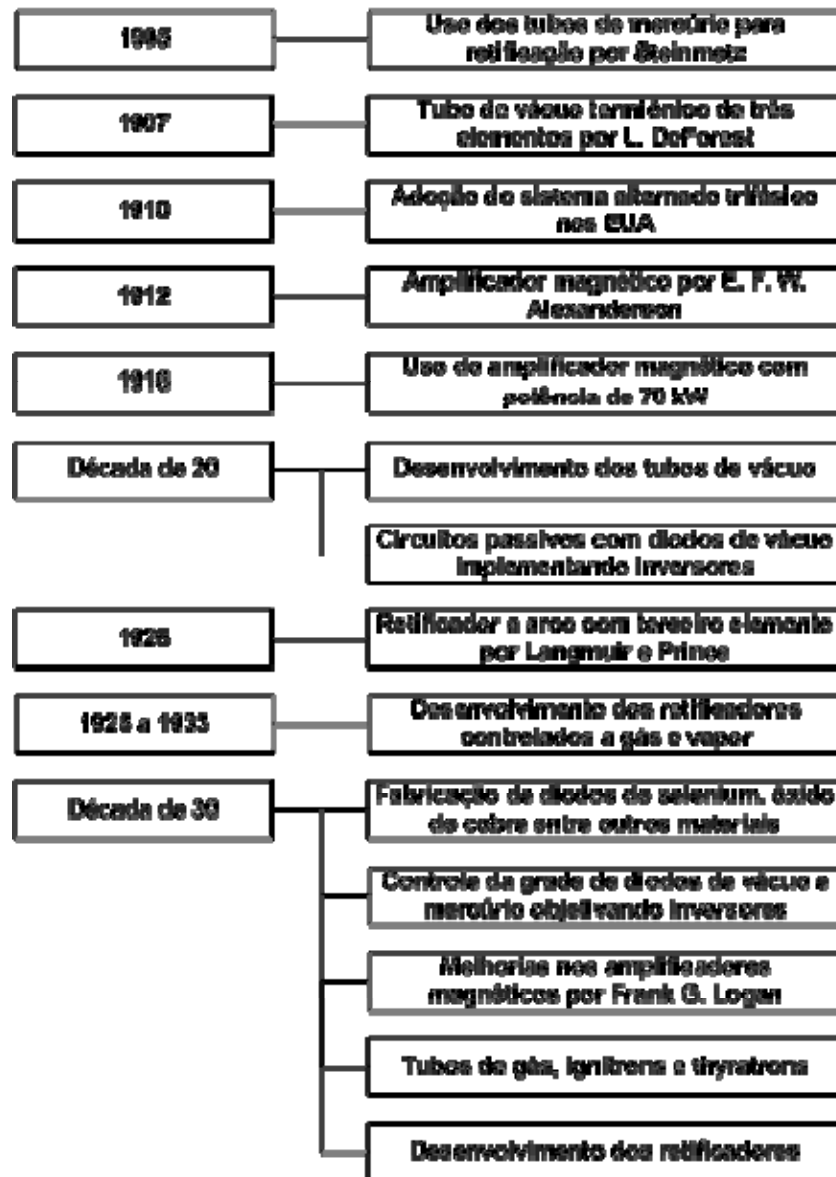 Uso dos tubos de mercúrio para
retificação por Steinmetz
1907
Tubo de vácuo termiônico de três
elementos por L. DeForest
1910
Adoção do sistema alternado trifásico
nos EUA
1912
Amplificador magnético por E. F. W.
Alexanderson
1916
Uso do amplificador magnético com
potência de 70 kW
Década de 20
Desenvolvimento dos tubos de vácuo
Circuitos passivos com diodos de vácuo
implementando inversores
Retificador a arco com terceiro elemento
por Langmuir e Prince
a 1933
Desenvolvimento dos retificadores
controlados a gás e vapor
Década de 30
Fabricação de diodos de selenium, óxido
de cobre entre outros materiais
Controle da grade de diodos de vácuo e
mercúrio objetivando inversores
Melhorias nos amplificadores
magnéticos por Frank G. Logan
Tubos de gás, ignitrons e thyratrons
Desenvolvimento dos retificadores